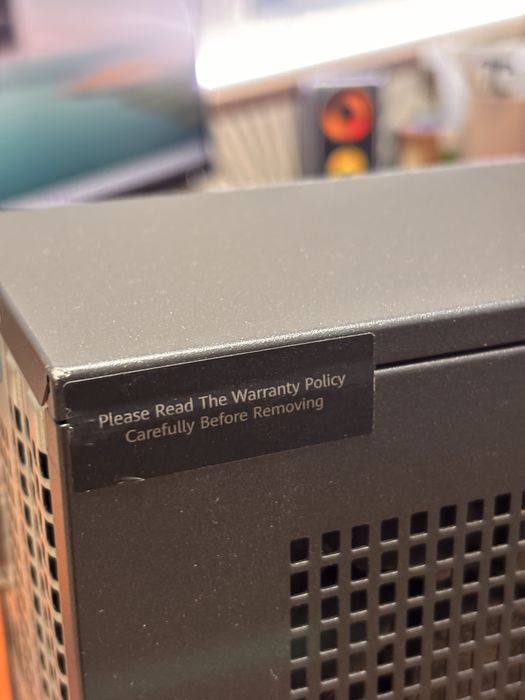 Please Read The Warranty Policy
Carefully Before Removing